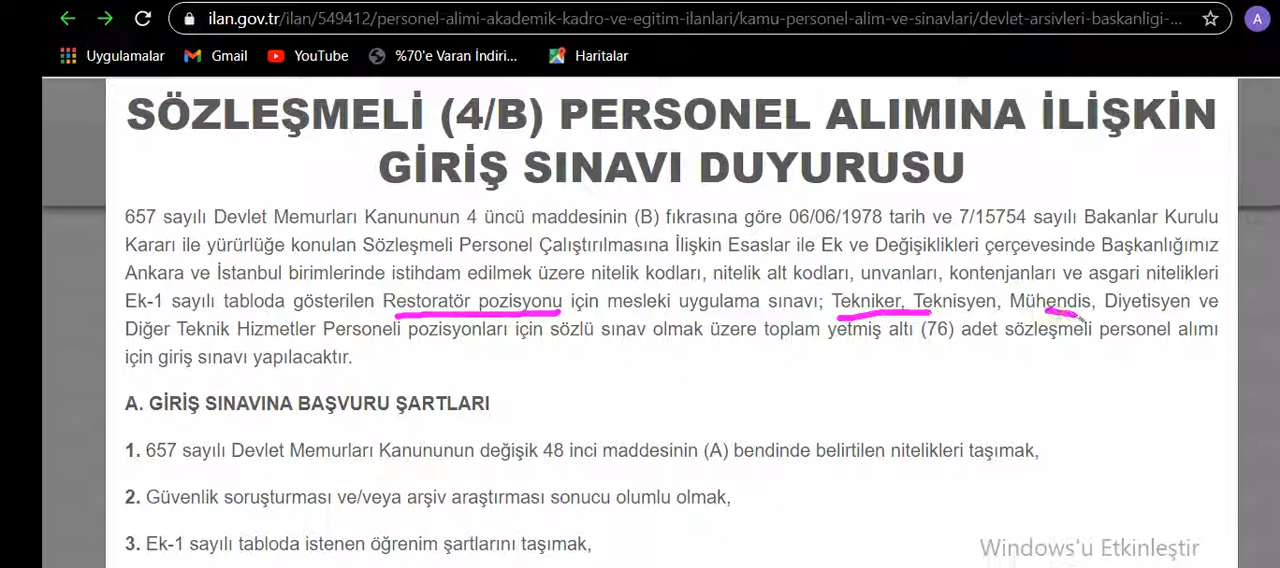 ilan.gov.tr/ilan/549412/personel-alimi-akademik-kadro-ve-egitim-ilanlari/kamu-personel-alim-ve-sinavlari/devlet-arsivleri-baskanligi-...
A
Uygulamalar Gmail YouTube %70'e Varan İndiri... Haritalar
SÖZLEŞMELİ (4/B) PERSONEL ALIMINA İLİŞKİN
GİRİŞ SINAVI DUYURUSU
657 sayılı Devlet Memurları Kanununun 4 üncü maddesinin (B) fıkrasına göre 06/06/1978 tarih ve 7/15754 sayılı Bakanlar Kurulu
Kararı ile yürürlüğe konulan Sözleşmeli Personel Çalıştırılmasına İlişkin Esaslar ile Ek ve Değişiklikleri çerçevesinde Başkanlığımız
Ankara ve İstanbul birimlerinde istihdam edilmek üzere nitelik kodları, nitelik alt kodları, unvanları, kontenjanları ve asgari nitelikleri
Ek-1 sayılı tabloda gösterilen Restoratör pozisyonu için mesleki uygulama sınavı; Tekniker, Teknisyen, Mühendis, Diyetisyen ve
Diğer Teknik Hizmetler Personeli pozisyonları için sözlü sınav olmak üzere toplam yetmiş altı (76) adet sözleşmeli personel alımı
için giriş sınavı yapılacaktır.
A. GİRİŞ SINAVINA BAŞVURU ŞARTLARI
1. 657 sayılı Devlet Memurları Kanununun değişik 48 inci maddesinin (A) bendinde belirtilen nitelikleri taşımak,
2. Güvenlik soruşturması ve/veya arşiv araştırması sonucu olumlu olmak,
3. Ek-1 sayılı tabloda istenen öğrenim şartlarını taşımak,
Windows'u Etkinleştir